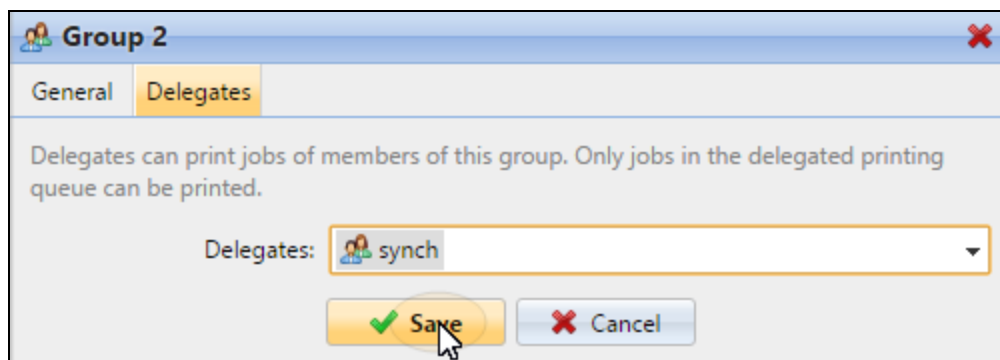 Group 2
General Delegates
Delegates can print jobs of members of this group. Only jobs in the delegated printing
queue can be printed.
Delegates: synch
Save Cancel